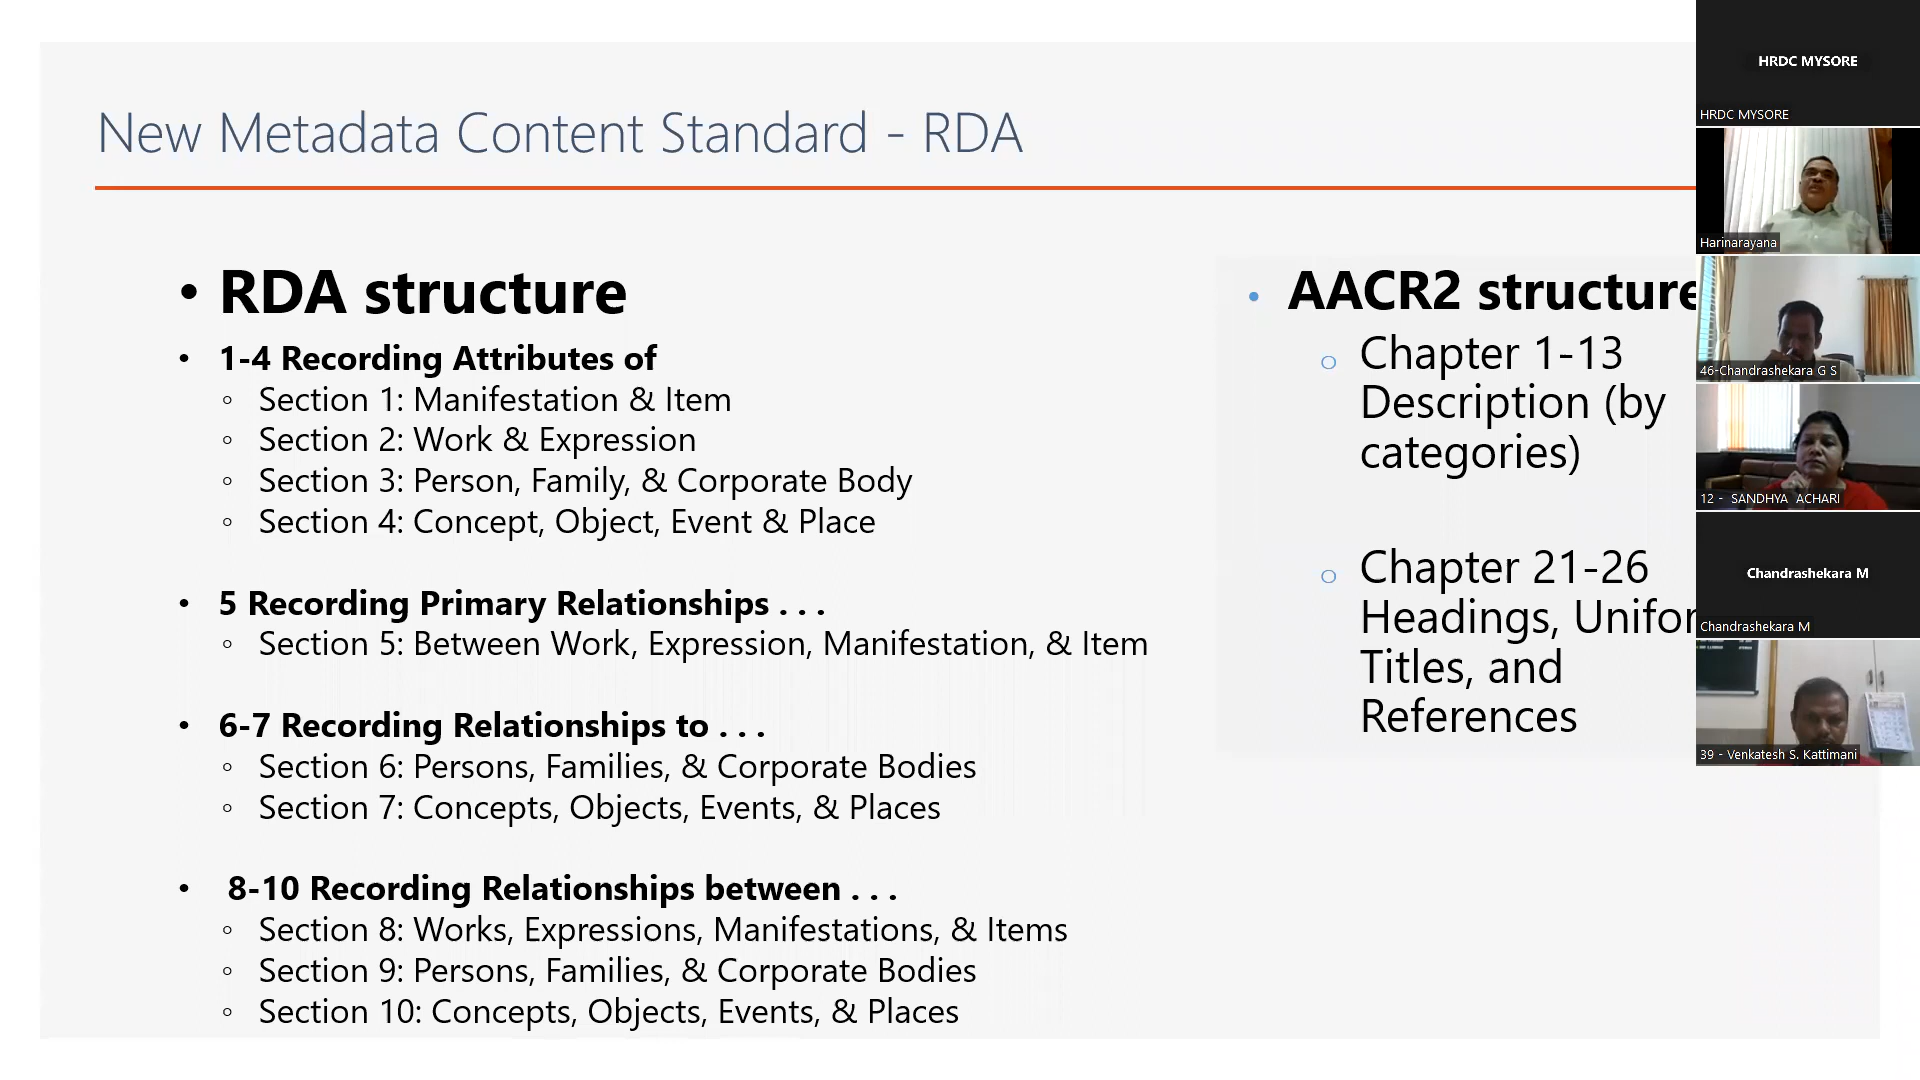 New Metadata Content Standard - RDA
• RDA structure
• 1-4 Recording Attributes of
◦ Section 1: Manifestation & Item
◦ Section 2: Work & Expression
◦ Section 3: Person, Family, & Corporate Body
◦ Section 4: Concept, Object, Event & Place
• 5 Recording Primary Relationships . . .
◦ Section 5: Between Work, Expression, Manifestation, & Item
• 6-7 Recording Relationships to . . .
◦ Section 6: Persons, Families, & Corporate Bodies
◦ Section 7: Concepts, Objects, Events, & Places
• 8-10 Recording Relationships between . . .
◦ Section 8: Works, Expressions, Manifestations, & Items
◦ Section 9: Persons, Families, & Corporate Bodies
◦ Section 10: Concepts, Objects, Events, & Places
• AACR2 structure
o Chapter 1-13
Description (by
categories)
o Chapter 21-26
Headings,
Titles, and
References
HRDC MYSORE
HRDC MYSORE
Harinarayana
46-Chandrashekara G S
12 - SANDHYA ACHARI
Chandrashekara M
Chandrashekara M
39 - Venkatesh S. Kattimani